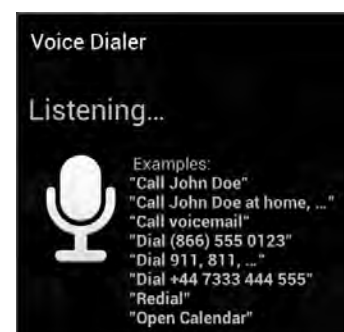 Voice Dialer
Listening...
Examples:
"Call John Doe"
"Call John Doe at home, ..."
"Call voicemail"
"Dial (866) 555 0123"
"Dial 911, 811, ..."
"Dial +44 7333 444 555"
"Redial"
"Open Calendar"